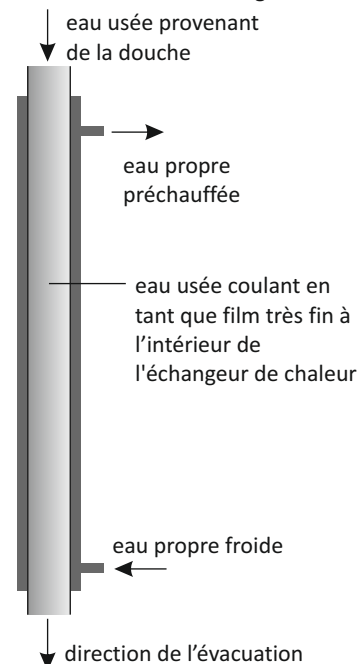 eau usée provenant
de la douche
eau propre
préchauffée
eau usée coulant en
tant que film très fin à
l’intérieur de
l'échangeur de chaleur
eau propre froide
direction de l’évacuation